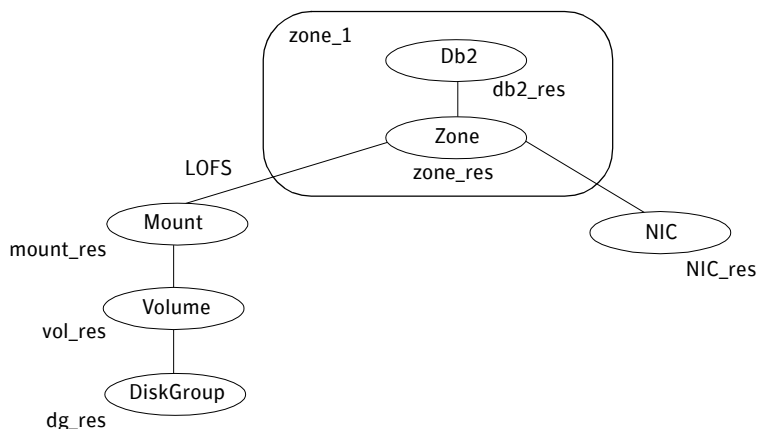 zone_1
Db2
db2_res
Zone
zone_res
LOFS
Mount
mount_res
NIC
NIC_res
Volume
vol_res
DiskGroup
dg_res